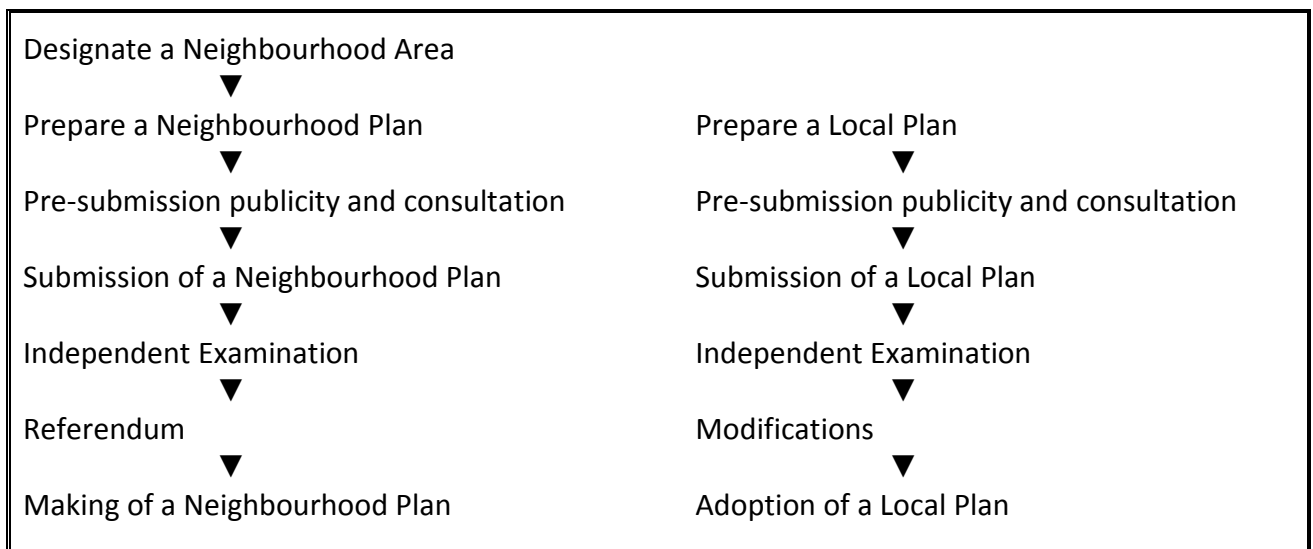 Designate a Neighbourhood Area
▼
Prepare a Neighbourhood Plan Prepare a Local Plan
▼ ▼
Pre-submission publicity and consultation Pre-submission publicity and consultation
▼ ▼
Submission of a Neighbourhood Plan Submission of a Local Plan
▼ ▼
Independent Examination Independent Examination
▼ ▼
Referendum Modifications
▼ ▼
Making of a Neighbourhood Plan Adoption of a Local Plan